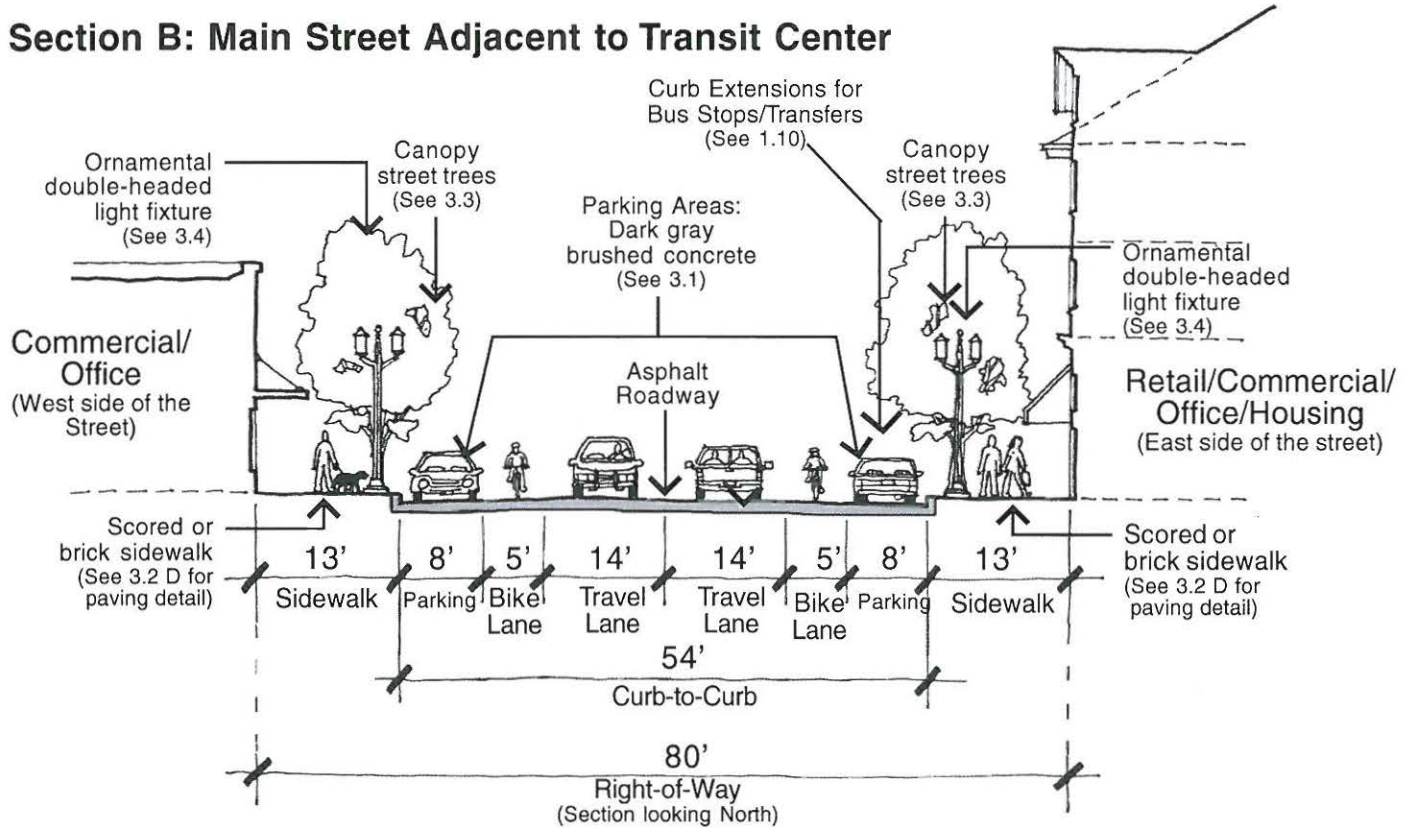 Section B: Main Street Adjacent to Transit Center
Curb Extensions for
Bus Stops/Transfers
(See 1.10)
Ornamental
double-headed
light fixture
(See 3.4)
Canopy
street trees
(See 3.3)
Parking Areas:
Dark gray
brushed concrete
(See 3.1)
Canopy
street trees
(See 3.3)
Ornamental
double-headed
light fixture
(See 3.4)
Commercial/
Office
(West side of the
Street)
Asphalt
Roadway
Retail/Commercial/
Office/Housing
(East side of the street)
Scored or
brick sidewalk
(See 3.2 D for
paving detail)
13' 8' 5' 14' 14' 5' 8' 13'
Sidewalk Parking Bike Lane Travel Lane Travel Lane Bike Lane Parking Sidewalk
Scored or
brick sidewalk
(See 3.2 D for
paving detail)
54'
Curb-to-Curb
80'
Right-of-Way
(Section looking North)